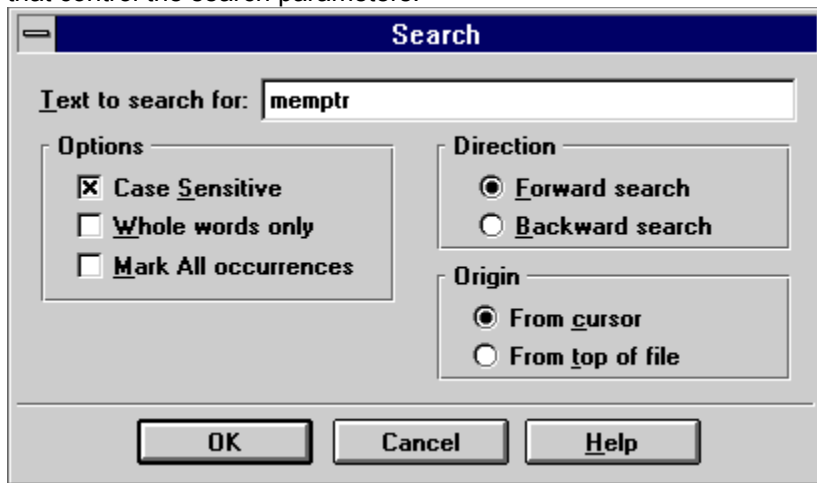 that control the search parameters.
Search
Text to search for: memptr
Options
Case Sensitive
Whole words only
Mark All occurrences
Direction
Forward search
Backward search
Origin
From cursor
From top of file
OK Cancel Help